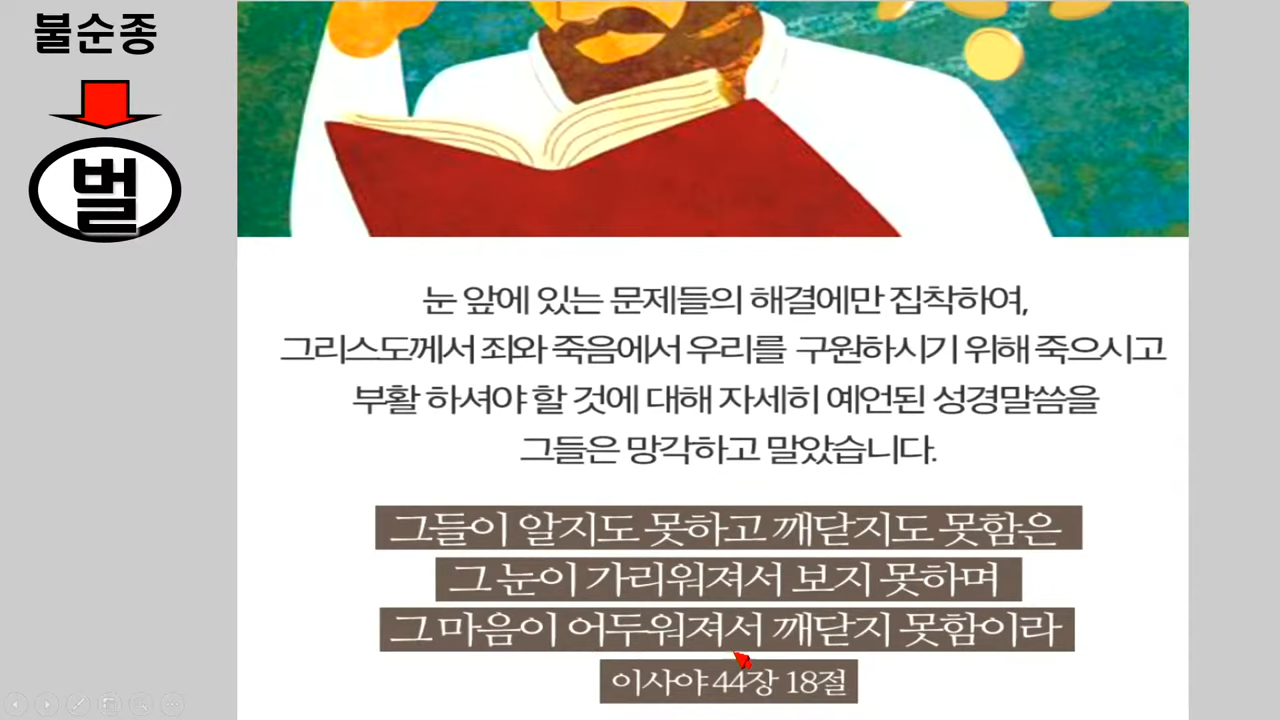 불순종
벌
눈 앞에 있는 문제들의 해결에만 집착하여,
그리스도께서 죄와 죽음에서 우리를 구원하시기 위해 죽으시고
부활 하셔야 할 것에 대해 자세히 예언된 성경말씀을
그들은 망각하고 말았습니다.
그들이 알지도 못하고 깨닫지도 못함은
그 눈이 가리워져서 보지 못하며
그 마음이 어두워져서 깨닫지 못함이라
이사야 44장 18절